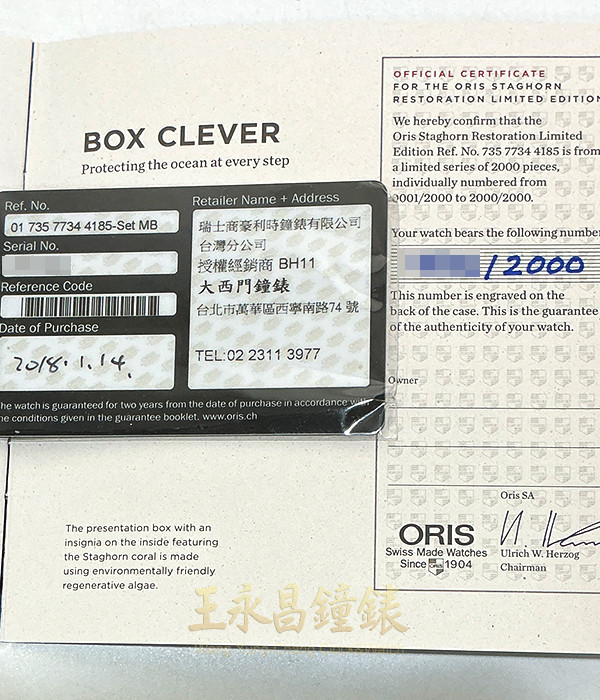 BOX CLEVER
Protecting the ocean at every step
Ref. No.
01 735 7734 4185-Set MB
Serial No.
Reference Code
Date of Purchase
2018.1.14.
Retailer Name + Address
瑞士商豪利時鐘錶有限公司
台灣分公司
授權經銷商 BH11
大西門鐘錶
台北市萬華區西寧南路74 號
TEL:02 2311 3977
The watch is guaranteed for two years from the date of purchase in accordance with
the conditions given in the guarantee booklet. www.oris.ch
The presentation box with an
insignia on the inside featuring
the Staghorn coral is made
using environmentally friendly
regenerative algae.
OFFICIAL CERTIFICATE
FOR THE ORIS STAGHORN
RESTORATION LIMITED EDITION
We hereby confirm that the
Oris Staghorn Restoration Limited
Edition Ref. No. 735 7734 4185 is from
a limited series of 2000 pieces,
individually numbered from
0001/2000 to 2000/2000.
Your watch bears the following number
/2000
This number is engraved on the
back of the case. This is the guarantee
of the authenticity of your watch.
Owner
Oris SA
ORIS
Swiss Made Watches
Since ORIS 1904
Ulrich W. Herzog
Chairman
王永昌鐘錶